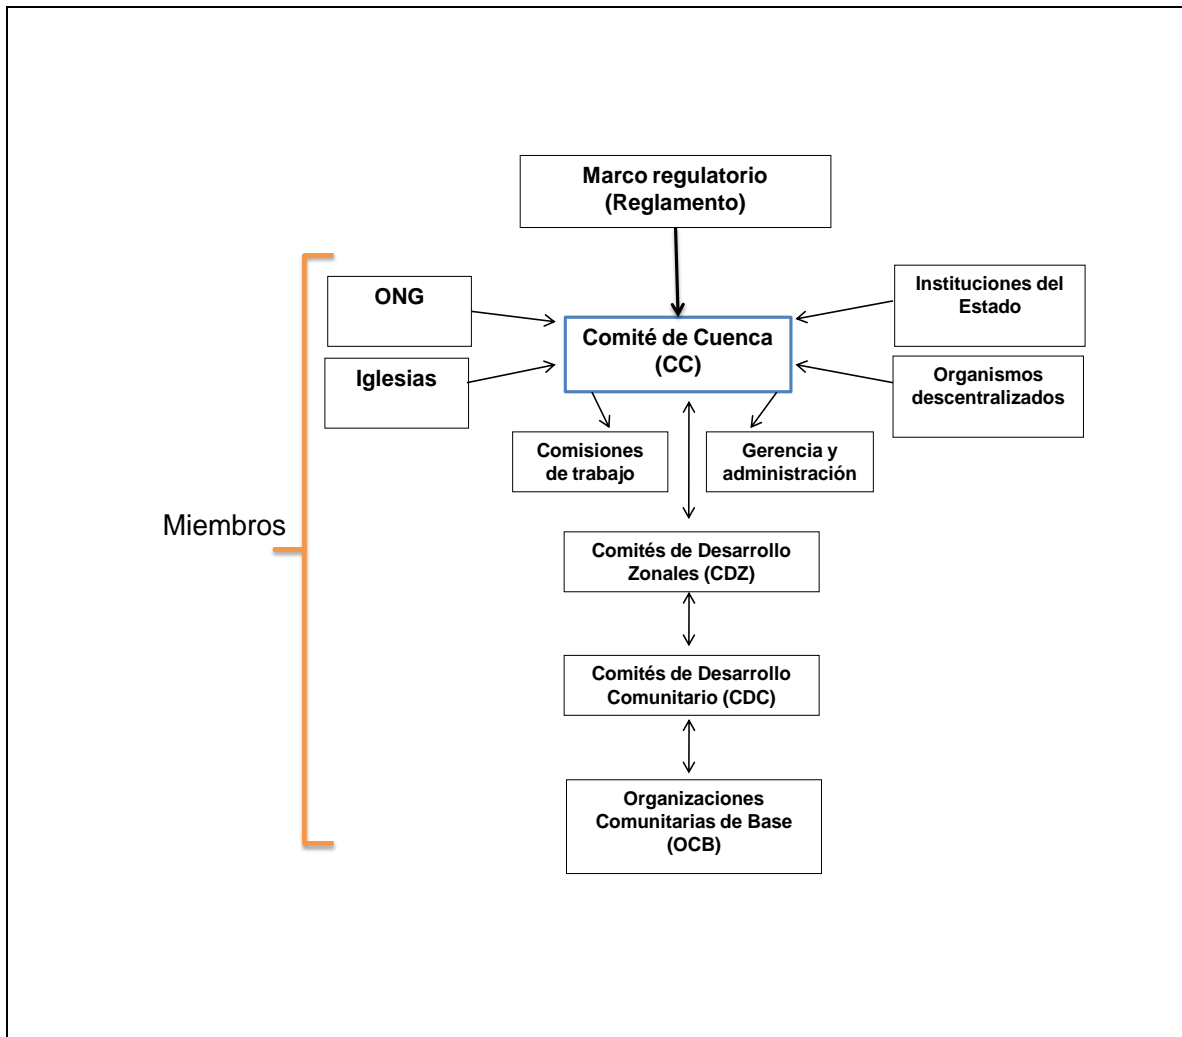 Marco regulatorio
(Reglamento)
ONG
Instituciones del
Estado
Comité de Cuenca
(CC)
Iglesias
Organismos
descentralizados
Comisiones
de trabajo
Gerencia y
administración
Miembros
Comités de Desarrollo
Zonales (CDZ)
Comités de Desarrollo
Comunitario (CDC)
Organizaciones
Comunitarias de Base
(OCB)